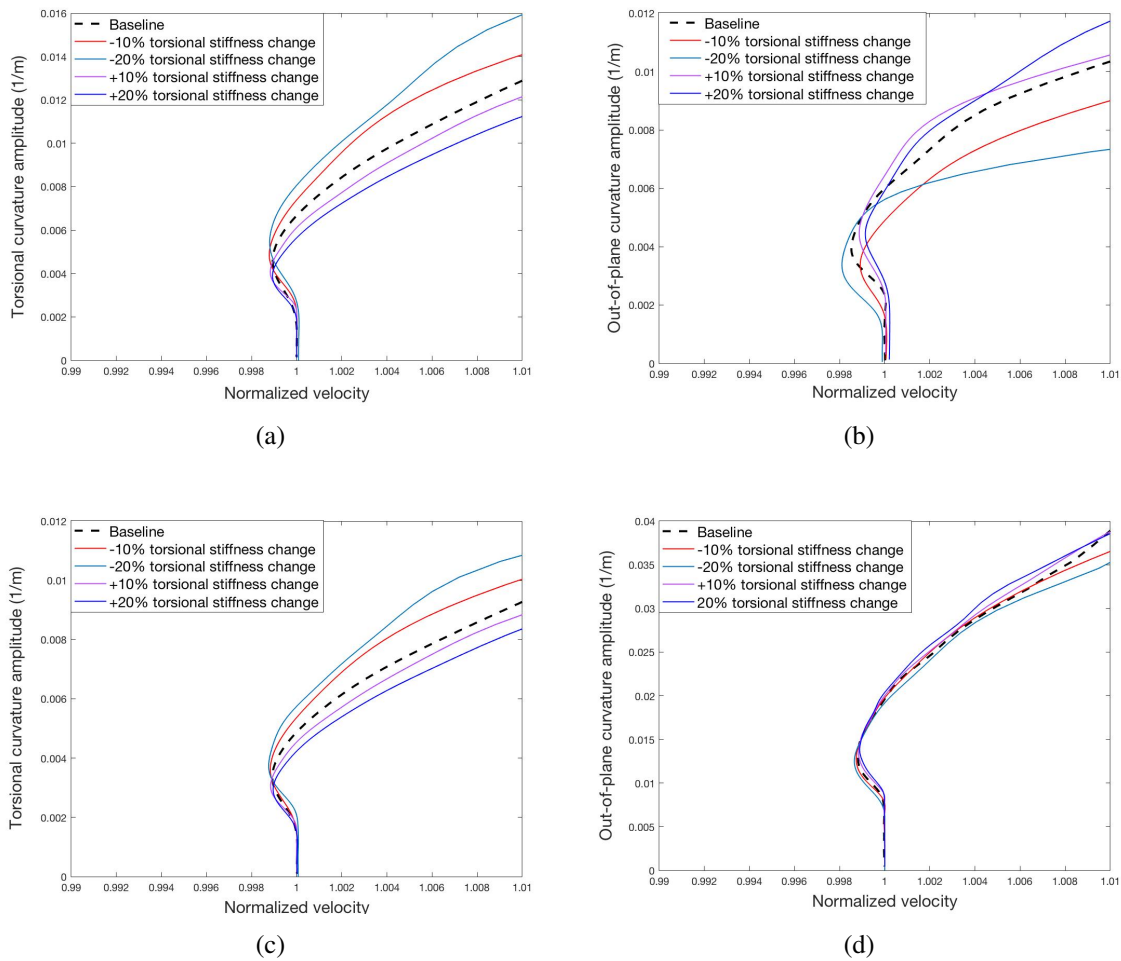 Baseline
-10% torsional stiffness change
-20% torsional stiffness change
+10% torsional stiffness change
+20% torsional stiffness change
Torsional curvature amplitude (1/m)
0.016
0.014
0.012
0.01
0.008
0.006
0.004
0.002
0
0.99 0.992 0.994 0.996 0.998 1 1.002 1.004 1.006 1.008 1.01
Normalized velocity
(a)
Baseline
-10% torsional stiffness change
-20% torsional stiffness change
+10% torsional stiffness change
+20% torsional stiffness change
Out-of-plane curvature amplitude (1/m)
0.012
0.01
0.008
0.006
0.004
0.002
0
0.99 0.992 0.994 0.996 0.998 1 1.002 1.004 1.006 1.008 1.01
Normalized velocity
(b)
Baseline
-10% torsional stiffness change
-20% torsional stiffness change
+10% torsional stiffness change
+20% torsional stiffness change
Torsional curvature amplitude (1/m)
0.012
0.01
0.008
0.006
0.004
0.002
0
0.99 0.992 0.994 0.996 0.998 1 1.002 1.004 1.006 1.008 1.01
Normalized velocity
(c)
Baseline
-10% torsional stiffness change
-20% torsional stiffness change
+10% torsional stiffness change
20% torsional stiffness change
Out-of-plane curvature amplitude (1/m)
0.04
0.035
0.03
0.025
0.02
0.015
0.01
0.005
0
0.99 0.992 0.994 0.996 0.998 1 1.002 1.004 1.006 1.008 1.01
Normalized velocity
(d)